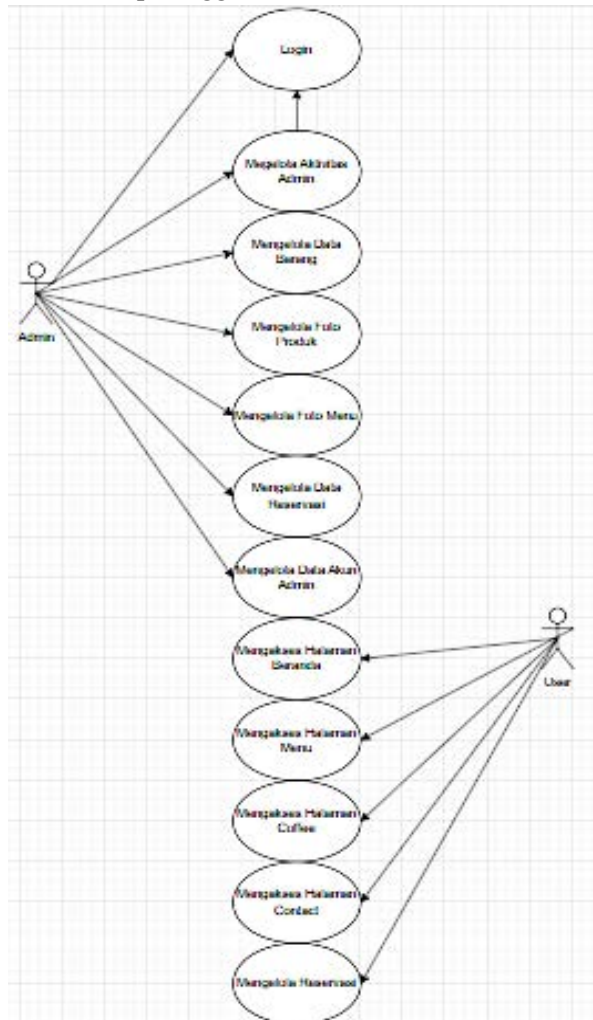 Login
Megelola Aktivitas
Admin
Mengelola Data
Barang
Mengelola Foto
Produk
Mengelola Foto Menu
Mengelola Data
Reservasi
Mengelola Data Akun
Admin
Admin
Mengakses Halaman
Beranda
User
Mengakses Halaman
Menu
Mengakses Halaman
Coffee
Mengakses Halaman
Contact
Mengelola Reservasi